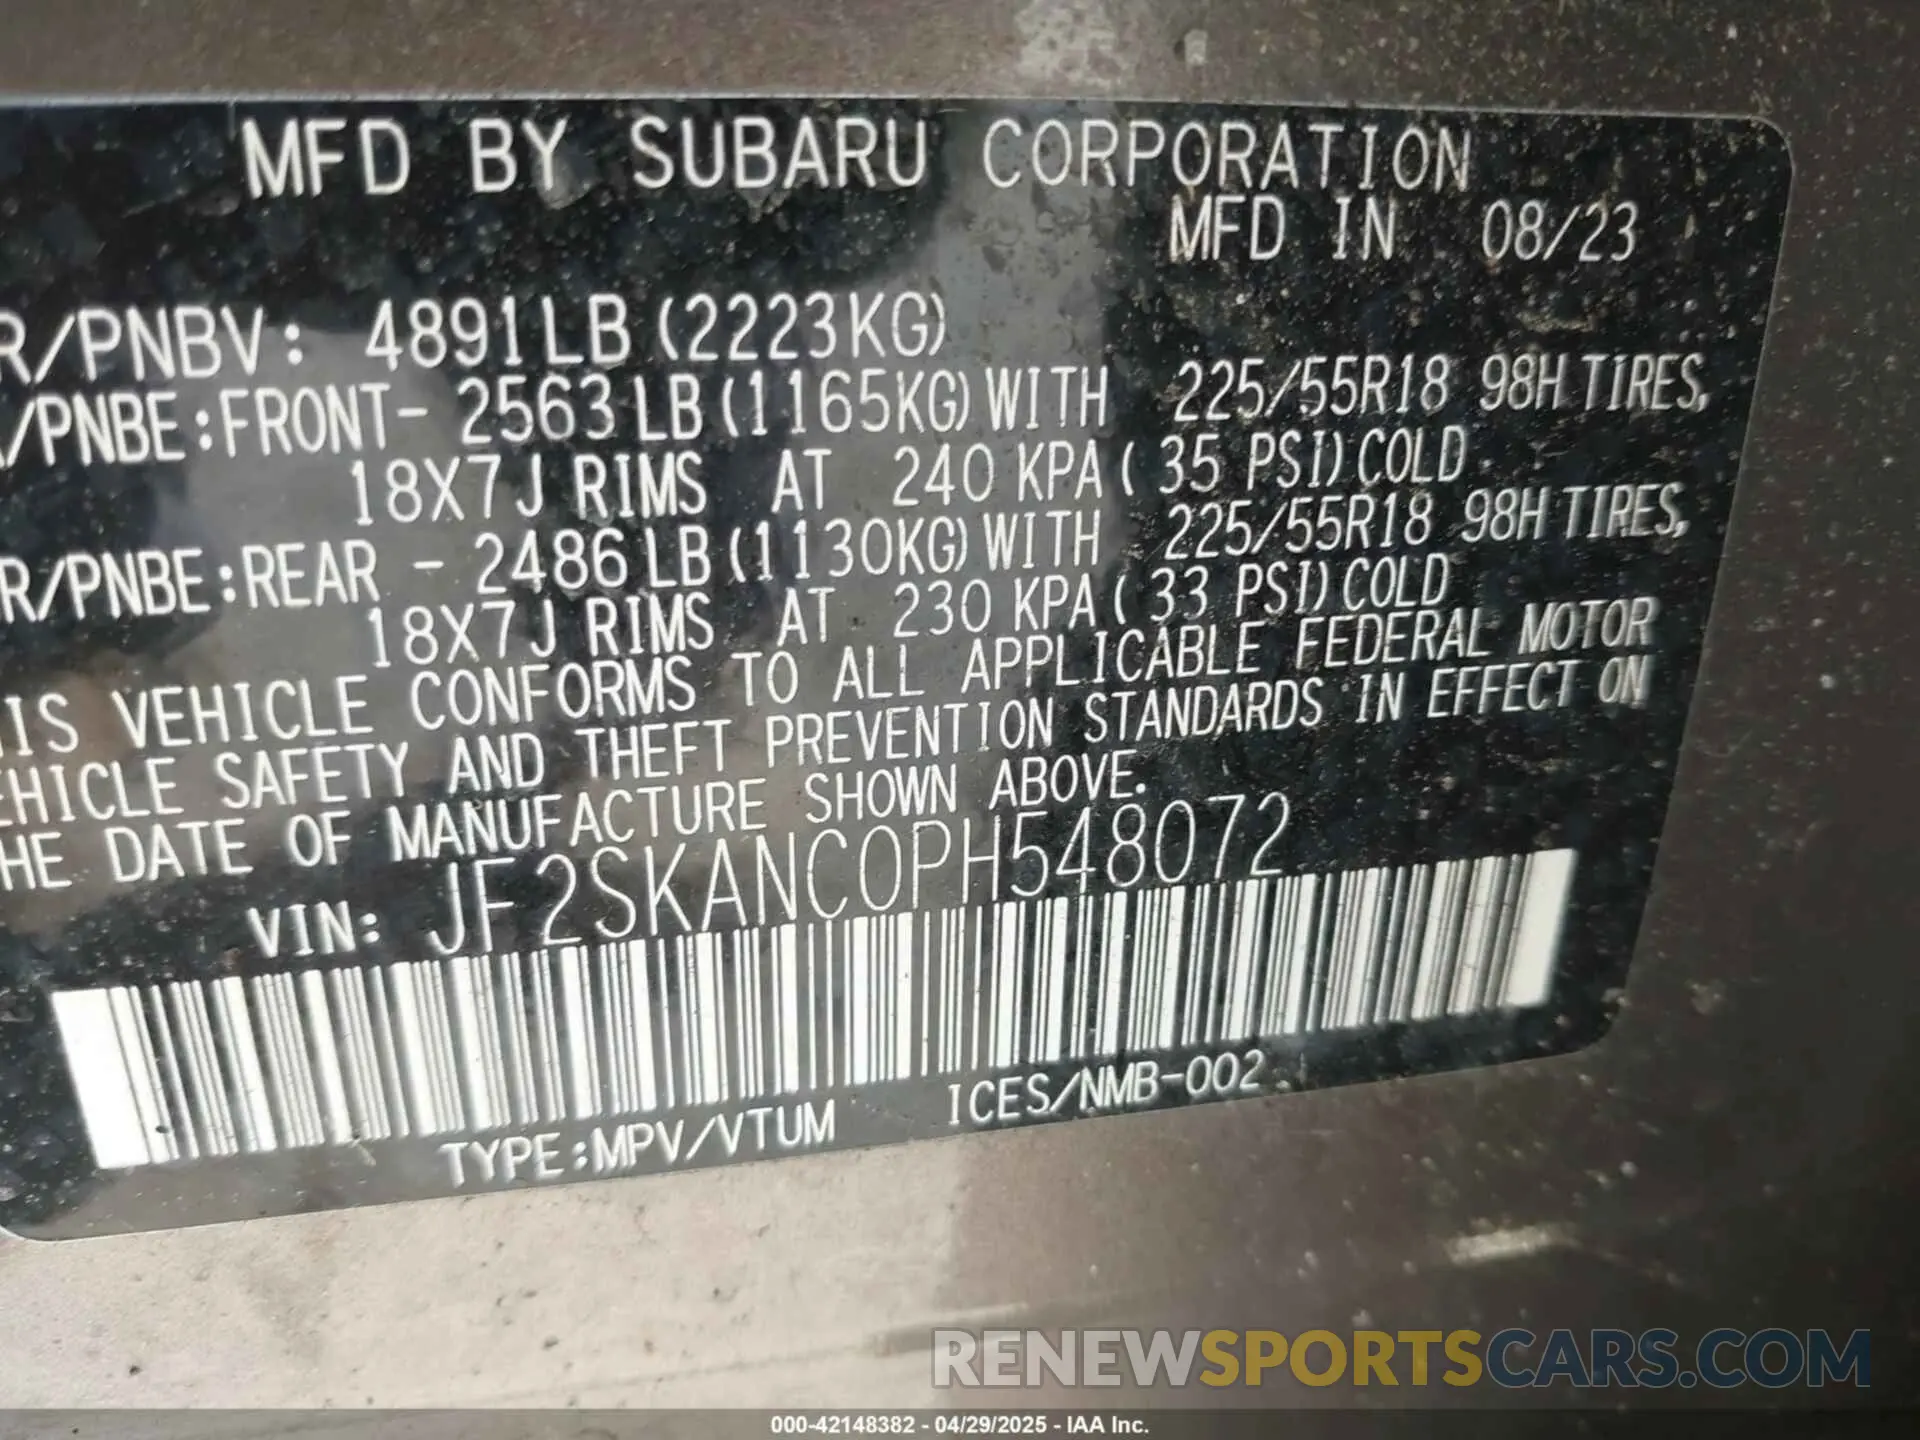 MFD BY SUBARU CORPORATION
MFD IN 08/23
R/PNBV: 4891LB (2223KG)
/PNBE:FRONT- 2563LB (1165KG) WITH 225/55R18 98H TIRES,
18X7J RIMS AT 240 KPA ( 35 PSI) COLD
R/PNBE:REAR - 2486LB (1130KG) WITH 225/55R18 98H TIRES,
18X7J RIMS AT 230 KPA ( 33 PSI) COLD
IS VEHICLE CONFORMS TO ALL APPLICABLE FEDERAL MOTOR
EHICLE SAFETY AND THEFT PREVENTION STANDARDS IN EFFECT ON
HE DATE OF MANUFACTURE SHOWN ABOVE.
VIN: JF2SKANC0PH548072
TYPE:MPV/VTUM ICES/NMB-002
RENEWSPORTSCARS.COM
000-42148382 - 04/29/2025 - IAA Inc.